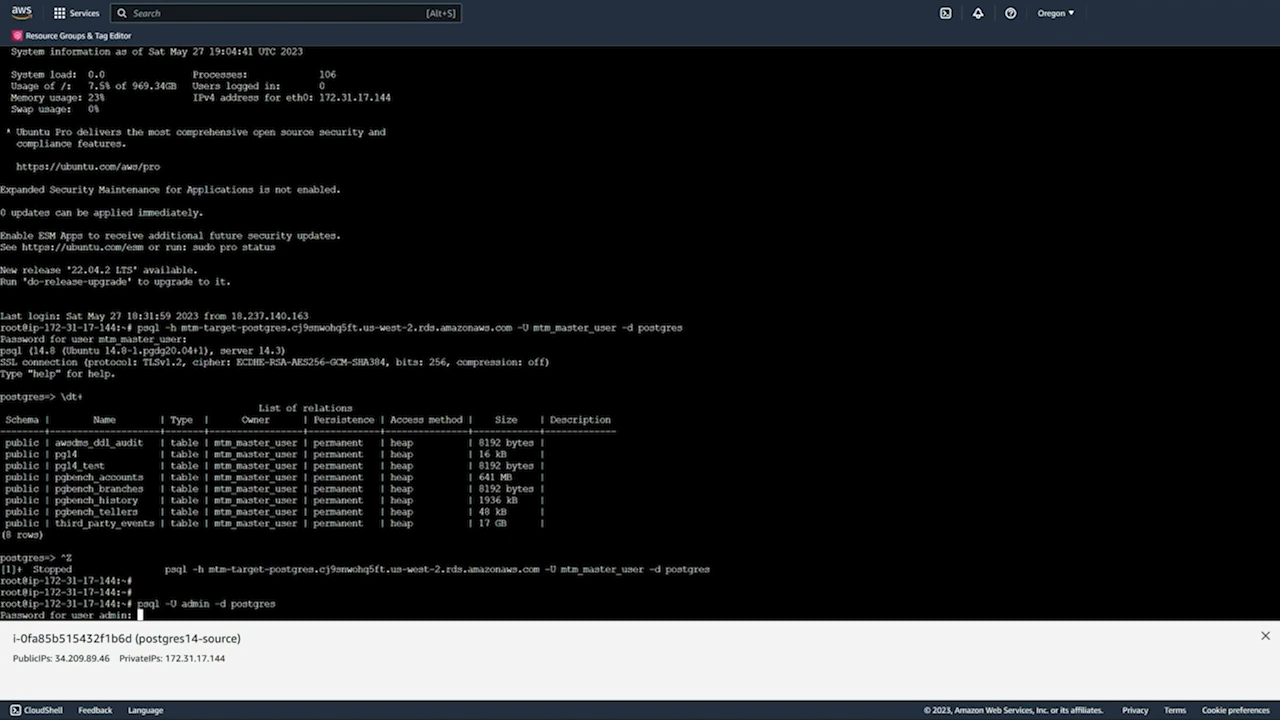 aws Services Search [Alt+S] Oregon
Resource Groups & Tag Editor
System information as of Sat May 27 19:04:41 UTC 2023
System load: 0.0 Processes: 106
Usage of /: 7.5% of 969.34GB Users logged in: 0
Memory usage: 23% IPv4 address for eth0: 172.31.17.144
Swap usage: 0%
* Ubuntu Pro delivers the most comprehensive open source security and
compliance features.
https://ubuntu.com/aws/pro
Expanded Security Maintenance for Applications is not enabled.
0 updates can be applied immediately.
Enable ESM Apps to receive additional future security updates.
See https://ubuntu.com/esm or run: sudo pro status
New release '22.04.2 LTS' available.
Run 'do-release-upgrade' to upgrade to it.
Last login: Sat May 27 18:31:59 2023 from 18.237.140.163
root@ip-172-31-17-144:~# psql -h mtm-target-postgres.cj9snwohq5ft.us-west-2.rds.amazonaws.com -U mtm_master_user -d postgres
Password for user mtm_master_user:
psql (14.8 (Ubuntu 14.8-1.pgdg20.04+1), server 14.3)
SSL connection (protocol: TLSv1.2, cipher: ECDHE-RSA-AES256-GCM-SHA384, bits: 256, compression: off)
Type "help" for help.
postgres=> \dt+
List of relations
Schema | Name | Type | Owner | Persistence | Access method | Size | Description
public | awsdms_ddl_audit | table | mtm_master_user | permanent | heap | 8192 bytes |
public | pg14 | table | mtm_master_user | permanent | heap | 16 kB |
public | pg14_test | table | mtm_master_user | permanent | heap | 8192 bytes |
public | pgbench_accounts | table | mtm_master_user | permanent | heap | 641 MB |
public | pgbench_branches | table | mtm_master_user | permanent | heap | 8192 bytes |
public | pgbench_history | table | mtm_master_user | permanent | heap | 1936 kB |
public | pgbench_tellers | table | mtm_master_user | permanent | heap | 48 kB |
public | third_party_events | table | mtm_master_user | permanent | heap | 17 GB |
(8 rows)
postgres=> ^Z
[1]+ Stopped psql -h mtm-target-postgres.cj9snwohq5ft.us-west-2.rds.amazonaws.com -U mtm_master_user -d postgres
root@ip-172-31-17-144:~#
root@ip-172-31-17-144:~#
root@ip-172-31-17-144:~# psql -U admin -d postgres
Password for user admin:
i-0fa85b515432f1b6d (postgres14-source)
PublicIPs: 34.209.89.46 PrivateIPs: 172.31.17.144
CloudShell Feedback Language © 2023, Amazon Web Services, Inc. or its affiliates. Privacy Terms Cookie preferences